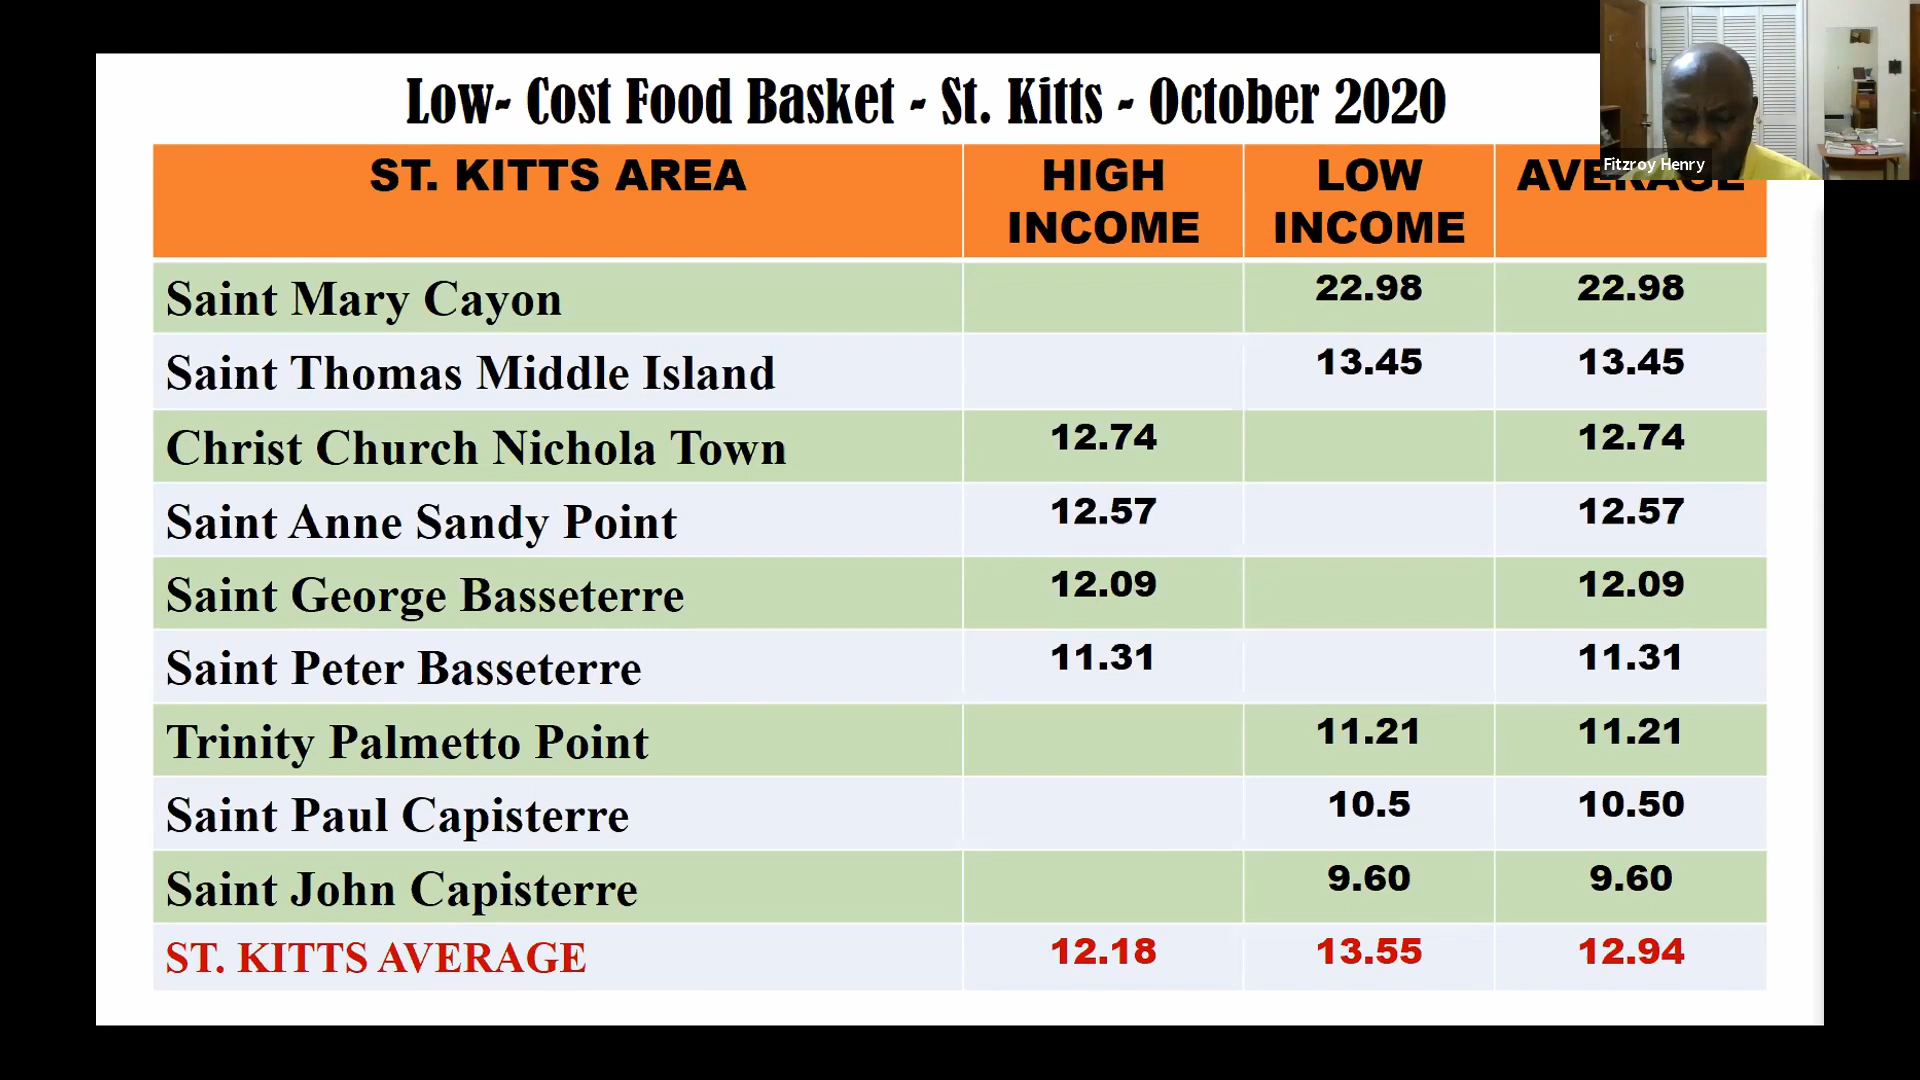 Low- Cost Food Basket - St. Kitts - October 2020
Fitzroy Henry
ST. KITTS AREA HIGH INCOME LOW INCOME AVERAGE
Saint Mary Cayon 22.98 22.98
Saint Thomas Middle Island 13.45 13.45
Christ Church Nichola Town 12.74 12.74
Saint Anne Sandy Point 12.57 12.57
Saint George Basseterre 12.09 12.09
Saint Peter Basseterre 11.31 11.31
Trinity Palmetto Point 11.21 11.21
Saint Paul Capisterre 10.5 10.50
Saint John Capisterre 9.60 9.60
ST. KITTS AVERAGE 12.18 13.55 12.94